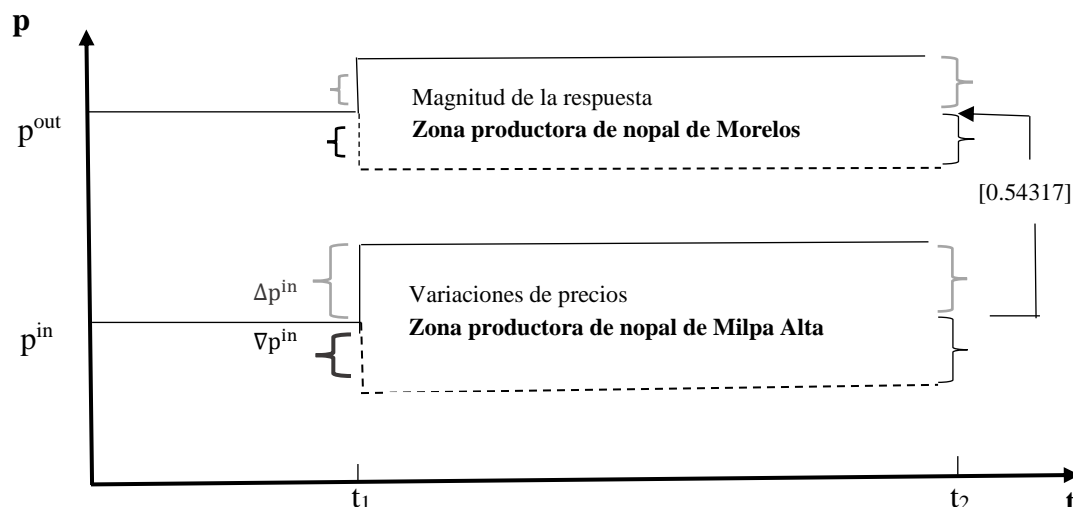 p
Magnitud de la respuesta
p^out
Zona productora de nopal de Morelos
[0.54317]
Δp^in
Variaciones de precios
∇p^in
Zona productora de nopal de Milpa Alta
p^in
t₁
t₂
t